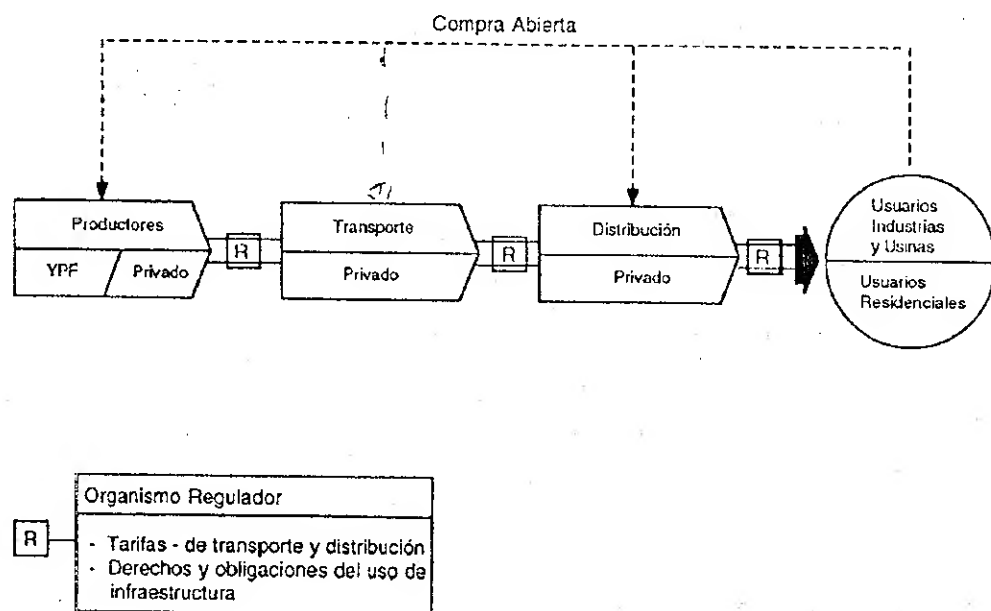 Compra Abierta
Productores
YPF
Privado
R
Transporte
Privado
R
Distribución
Privado
R
Usuarios
Industrias
y Usinas
Usuarios
Residenciales
R
Organismo Regulador
- Tarifas - de transporte y distribución
- Derechos y obligaciones del uso de
infraestructura